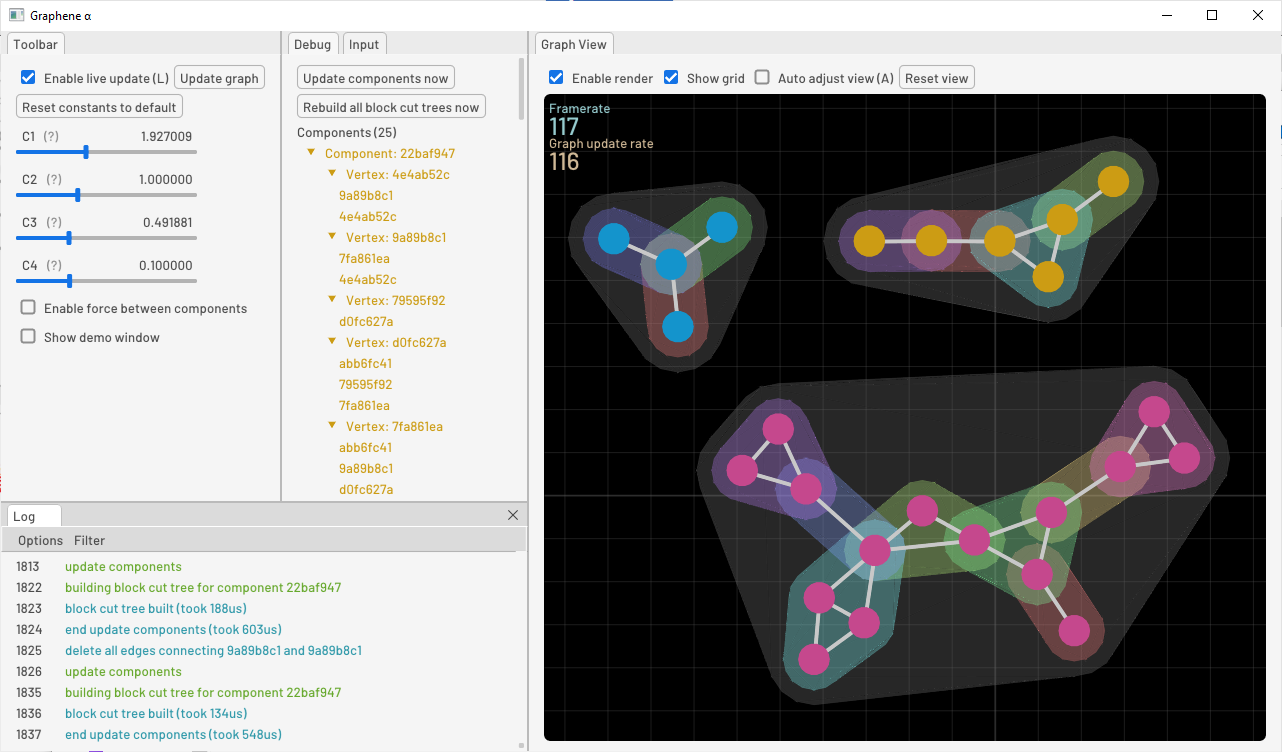 Graphene α
Toolbar
Enable live update (L) Update graph
Reset constants to default
C1 (?) 1.927009
C2 (?) 1.000000
C3 (?) 0.491881
C4 (?) 0.100000
Enable force between components
Show demo window
Debug Input
Update components now
Rebuild all block cut trees now
Components (25)
Component: 22baf947
Vertex: 4e4ab52c
9a89b8c1
4e4ab52c
Vertex: 9a89b8c1
7fa861ea
4e4ab52c
Vertex: 79595f92
d0fc627a
Vertex: d0fc627a
abb6fc41
79595f92
7fa861ea
Vertex: 7fa861ea
abb6fc41
9a89b8c1
d0fc627a
Log
Options Filter
1813 update components
1822 building block cut tree for component 22baf947
1823 block cut tree built (took 188us)
1824 end update components (took 603us)
1825 delete all edges connecting 9a89b8c1 and 9a89b8c1
1826 update components
1835 building block cut tree for component 22baf947
1836 block cut tree built (took 134us)
1837 end update components (took 548us)
Graph View
Enable render Show grid Auto adjust view (A) Reset view
Framerate
117
Graph update rate
116